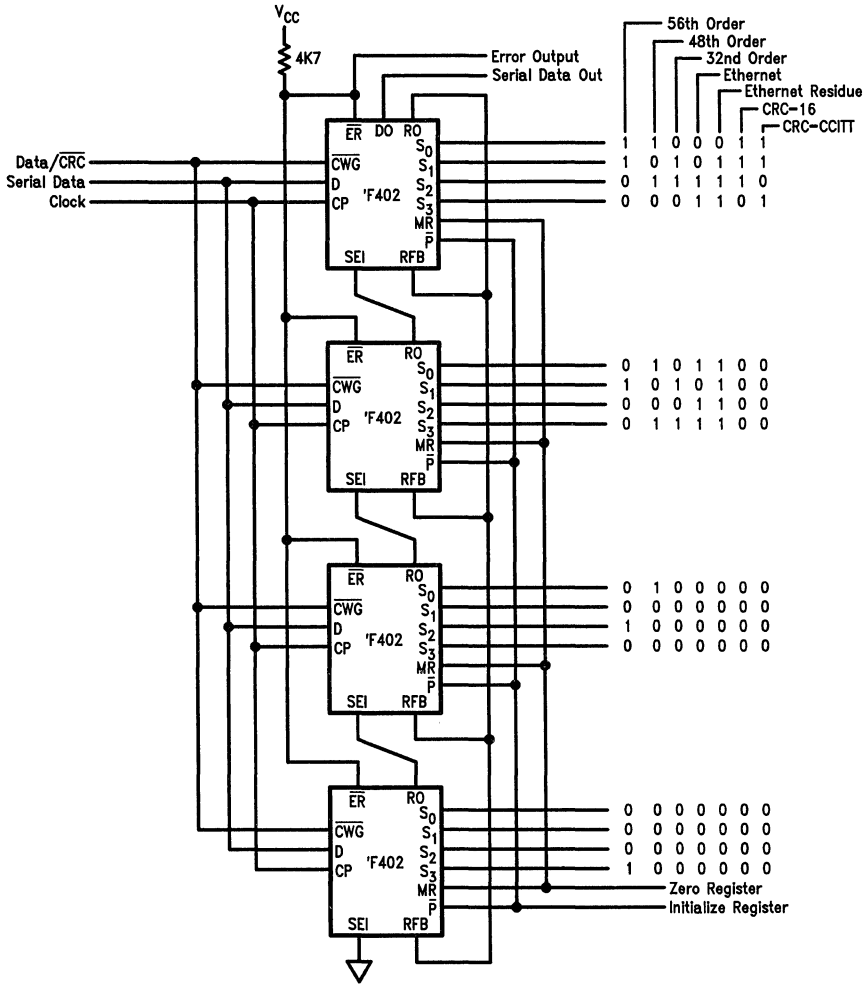 VCC
4K7
56th Order
48th Order
32nd Order
Ethernet
Ethernet Residue
CRC-16
CRC-CCITT
Error Output
Serial Data Out
Data/CRC
Serial Data
Clock
ER DO RO
CWG
D
CP
'F402
S0 1 1 0 0 0 1 1
S1 1 0 1 0 1 1 1
S2 0 1 1 1 1 1 0
S3 0 0 0 1 1 0 1
MR
P
SEI RFB
ER RO
CWG
D
CP
'F402
S0 0 1 0 1 1 0 0
S1 1 0 1 0 1 0 0
S2 0 0 0 1 1 0 0
S3 0 1 1 1 1 0 0
MR
P
SEI RFB
ER RO
CWG
D
CP
'F402
S0 0 1 0 0 0 0 0
S1 0 0 0 0 0 0 0
S2 1 0 0 0 0 0 0
S3 0 0 0 0 0 0 0
MR
P
SEI RFB
ER RO
CWG
D
CP
'F402
S0 0 0 0 0 0 0 0
S1 0 0 0 0 0 0 0
S2 0 0 0 0 0 0 0
S3 1 0 0 0 0 0 0
MR Zero Register
P Initialize Register
SEI RFB